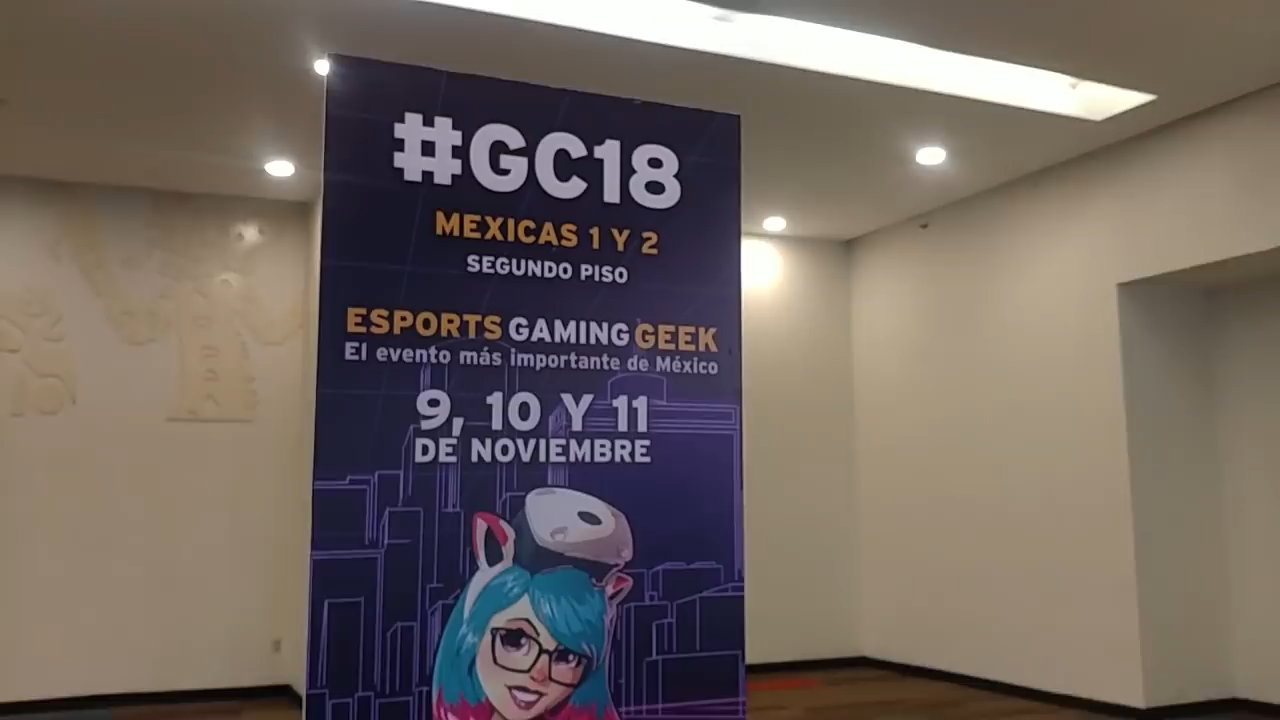 #GC18
MEXICAS 1 Y 2
SEGUNDO PISO
ESPORTS GAMING GEEK
El evento más importante de México
9, 10 Y 11
DE NOVIEMBRE